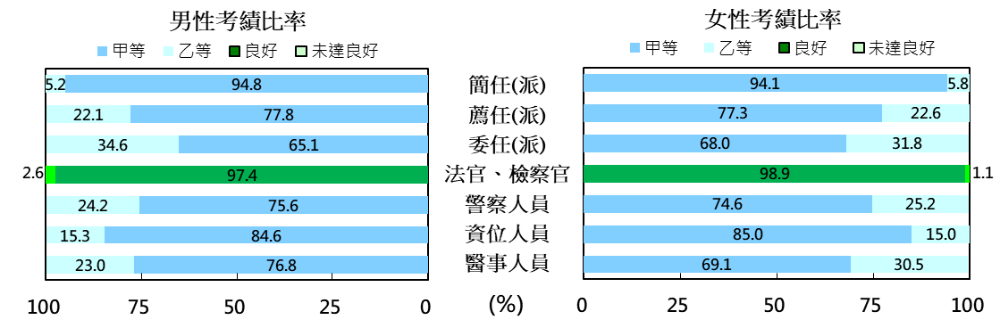 男性考績比率
甲等 乙等 良好 未達良好
5.2 94.8
22.1 77.8
34.6 65.1
2.6 97.4
24.2 75.6
15.3 84.6
23.0 76.8
100 75 50 25 0
簡任(派)
薦任(派)
委任(派)
法官、檢察官
警察人員
資位人員
醫事人員
(%)
女性考績比率
甲等 乙等 良好 未達良好
94.1 5.8
77.3 22.6
68.0 31.8
98.9 1.1
74.6 25.2
85.0 15.0
69.1 30.5
0 25 50 75 100